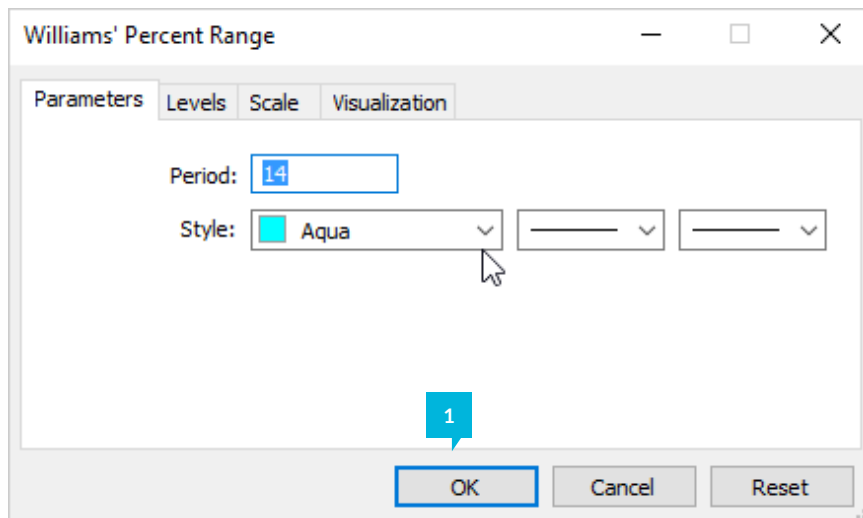 Williams' Percent Range
Parameters Levels Scale Visualization
Period: 14
Style: Aqua
1
OK Cancel Reset